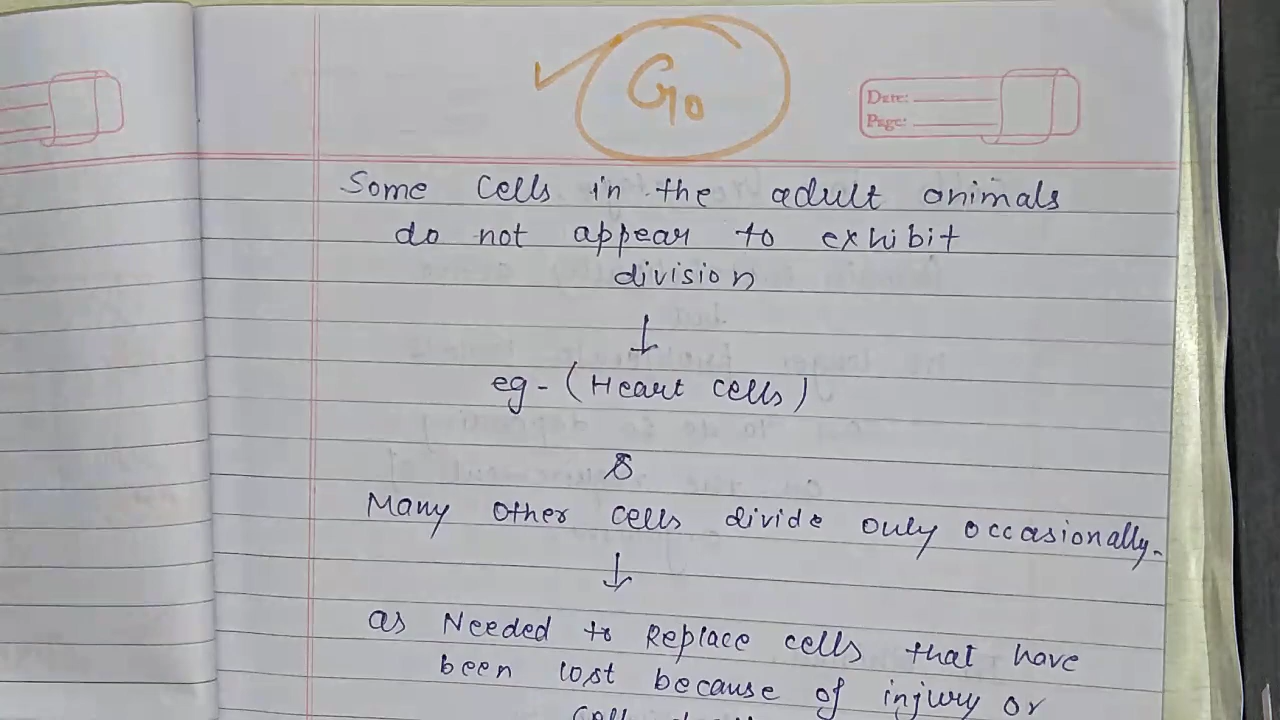 G0
Date:
Page:
Some cells in the adult animals
do not appear to exhibit
division
↓
eg - (Heart cells)
&
Many other cells divide only occasionally.
↓
as Needed to Replace cells that have
been lost because of injury or